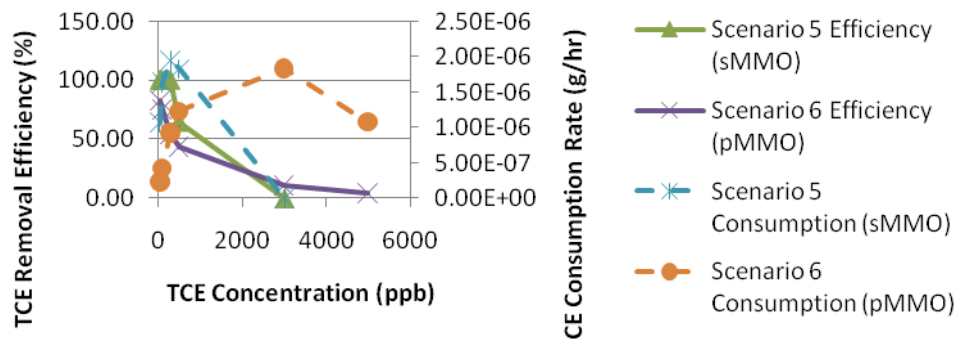 TCE Removal Efficiency (%)
150.00
100.00
50.00
0.00
2.50E-06
2.00E-06
1.50E-06
1.00E-06
5.00E-07
0.00E+00
0
2000
4000
6000
TCE Concentration (ppb)
CE Consumption Rate (g/hr)
Scenario 5 Efficiency
(sMMO)
Scenario 6 Efficiency
(pMMO)
Scenario 5
Consumption (sMMO)
Scenario 6
Consumption (pMMO)